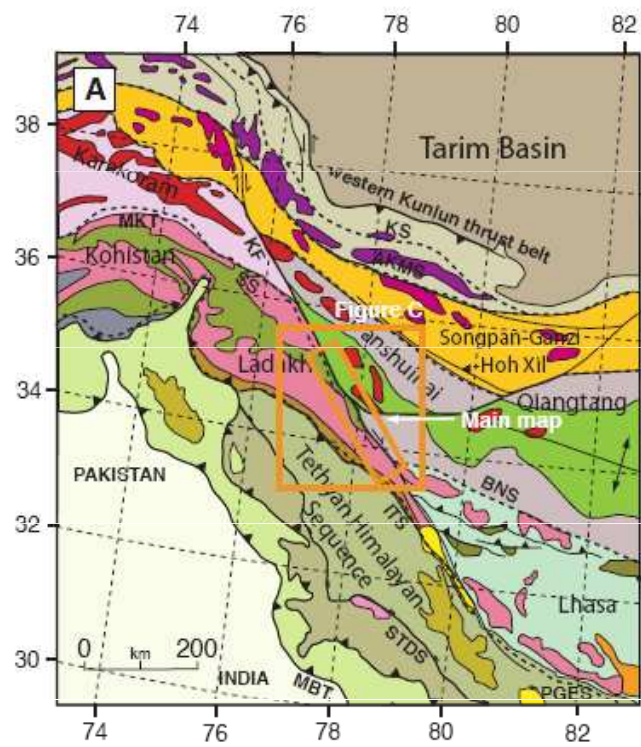 74 76 78 80 82
A
38
36
34
32
30
Tarim Basin
western Kunlun thrust belt
Karakoram
MKT
KS
AKMS
Kohistan
KF
SS
Figure C
anshuihai
Songpan-Ganzi
Hoh Xil
Ladakh
Qiangtang
Main map
PAKISTAN
Tethyan Himalayan
Sequence
ITS
BNS
Lhasa
STDS
0 km 200
INDIA
MBT
74 76 78 80 82